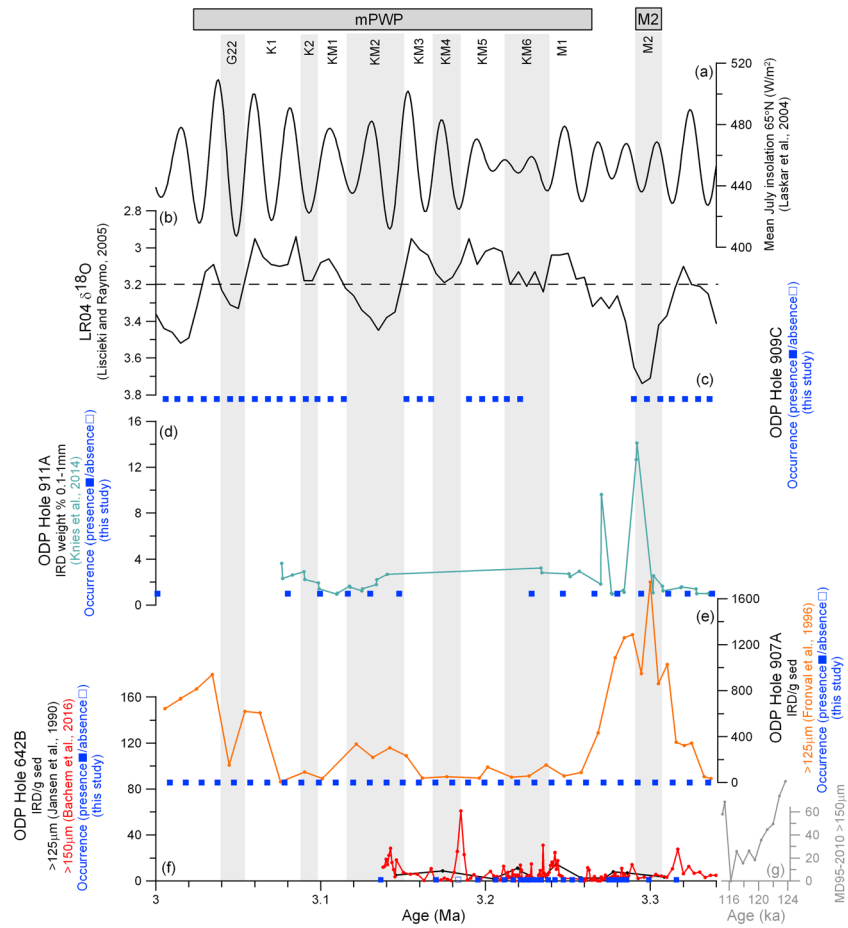 mPWP
M2
G22
K1
K2
KM1
KM2
KM3
KM4
KM5
KM6
M1
M2
(a)
520
480
440
400
Mean July insolation 65°N (W/m²)
(Laskar et al., 2004)
(b)
2.8
3
3.2
3.4
3.6
3.8
LR04 δ18O
(Liscieki and Raymo, 2005)
(c)
ODP Hole 909C
Occurrence (presence■/absence□)
(this study)
(d)
16
12
8
4
0
ODP Hole 911A
IRD weight % 0.1-1mm
(Knies et al., 2014)
Occurrence (presence■/absence□)
(this study)
(e)
1600
1200
800
400
0
ODP Hole 907A
IRD/g sed
>125μm (Fronval et al., 1996)
Occurrence (presence■/absence□)
(this study)
160
120
80
40
0
ODP Hole 642B
IRD/g sed
>125μm (Jansen et al., 1990)
>150μm (Bachem et al., 2016)
Occurrence (presence■/absence□)
(this study)
(f)
(g)
60
40
20
0
MD95-2010 >150μm
3
3.1
3.2
3.3
Age (Ma)
116
120
124
Age (ka)